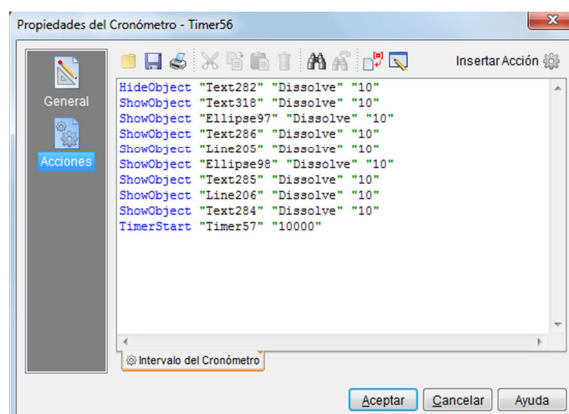 Propiedades del Cronómetro - Timer56
Insertar Acción
General
Acciones
HideObject "Text282" "Dissolve" "10"
ShowObject "Text318" "Dissolve" "10"
ShowObject "Ellipse97" "Dissolve" "10"
ShowObject "Text286" "Dissolve" "10"
ShowObject "Line205" "Dissolve" "10"
ShowObject "Ellipse98" "Dissolve" "10"
ShowObject "Text285" "Dissolve" "10"
ShowObject "Line206" "Dissolve" "10"
ShowObject "Text284" "Dissolve" "10"
TimerStart "Timer57" "10000"
Intervalo del Cronómetro
Aceptar Cancelar Ayuda